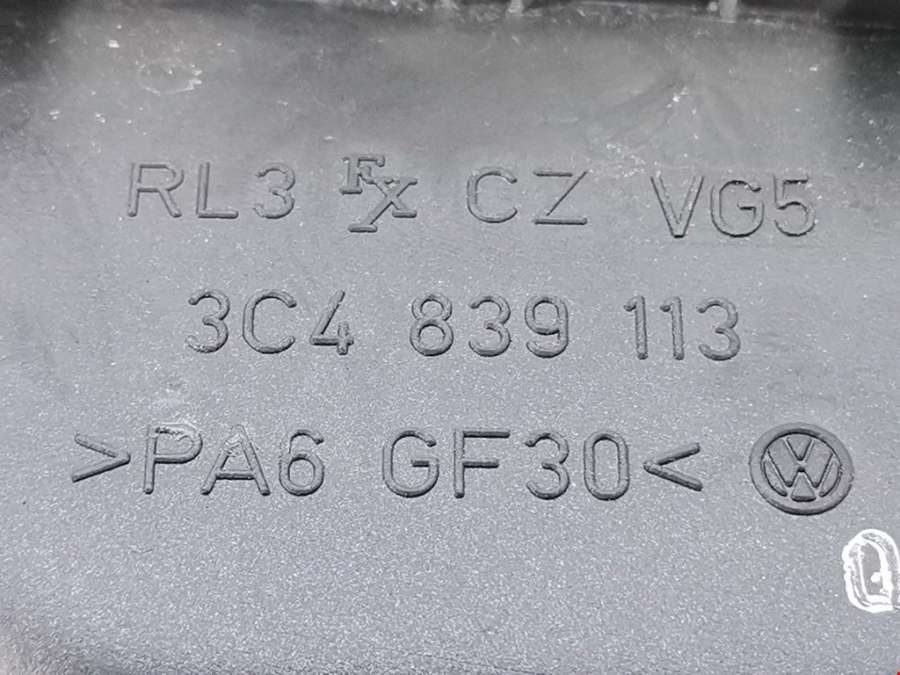 RL3 FX CZ VG5
3C4 839 113
>PA6 GF30<